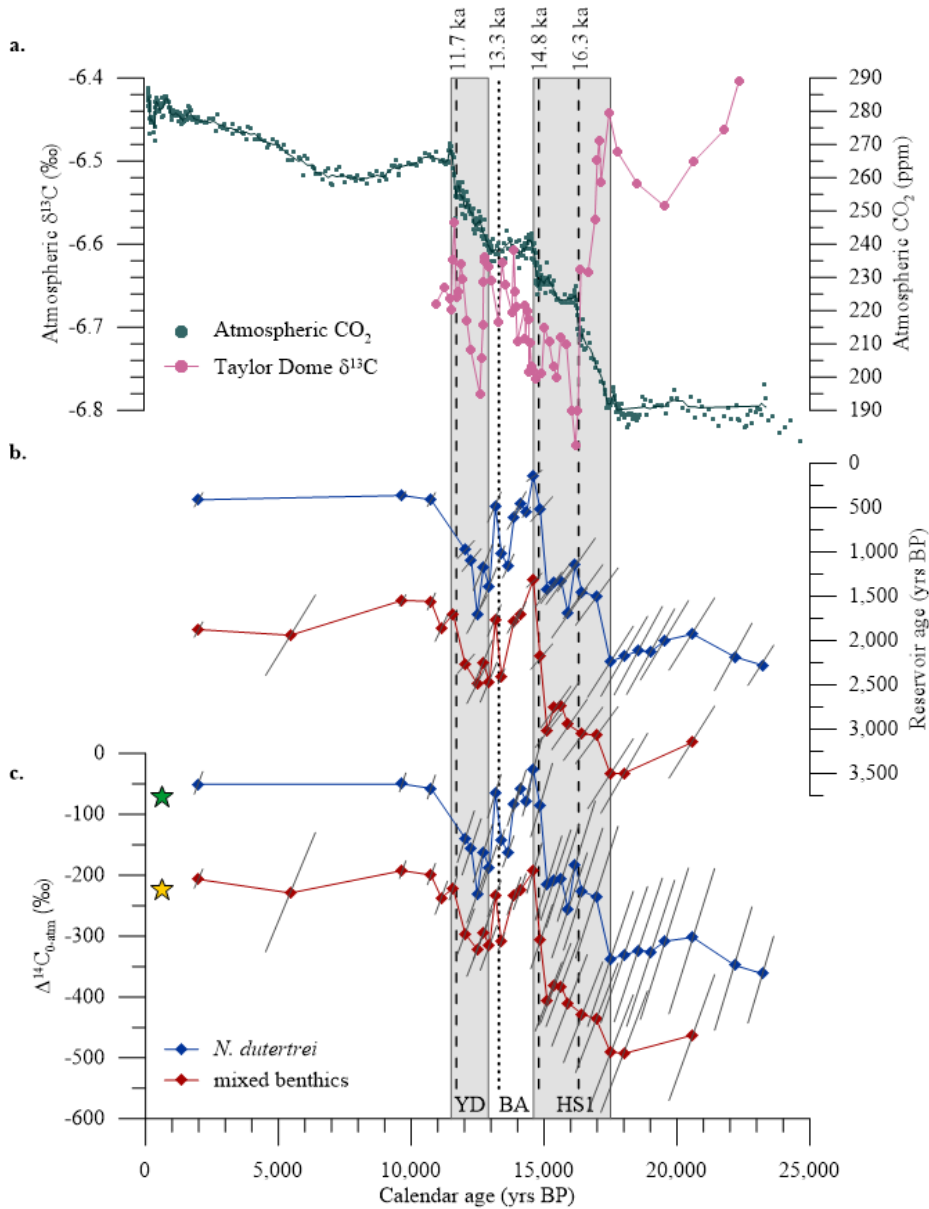 11.7 ka
13.3 ka
14.8 ka
16.3 ka
a.
-6.4
-6.5
-6.6
-6.7
-6.8
Atmospheric δ¹³C (‰)
290
280
270
260
250
240
230
220
210
200
190
Atmospheric CO₂ (ppm)
Atmospheric CO₂
Taylor Dome δ¹³C
b.
0
500
1,000
1,500
2,000
2,500
3,000
3,500
Reservoir age (yrs BP)
c.
0
-100
-200
-300
-400
-500
-600
Δ¹⁴C₀₋ₐₜₘ (‰)
N. dutertrei
mixed benthics
YD
BA
HS1
0
5,000
10,000
15,000
20,000
25,000
Calendar age (yrs BP)